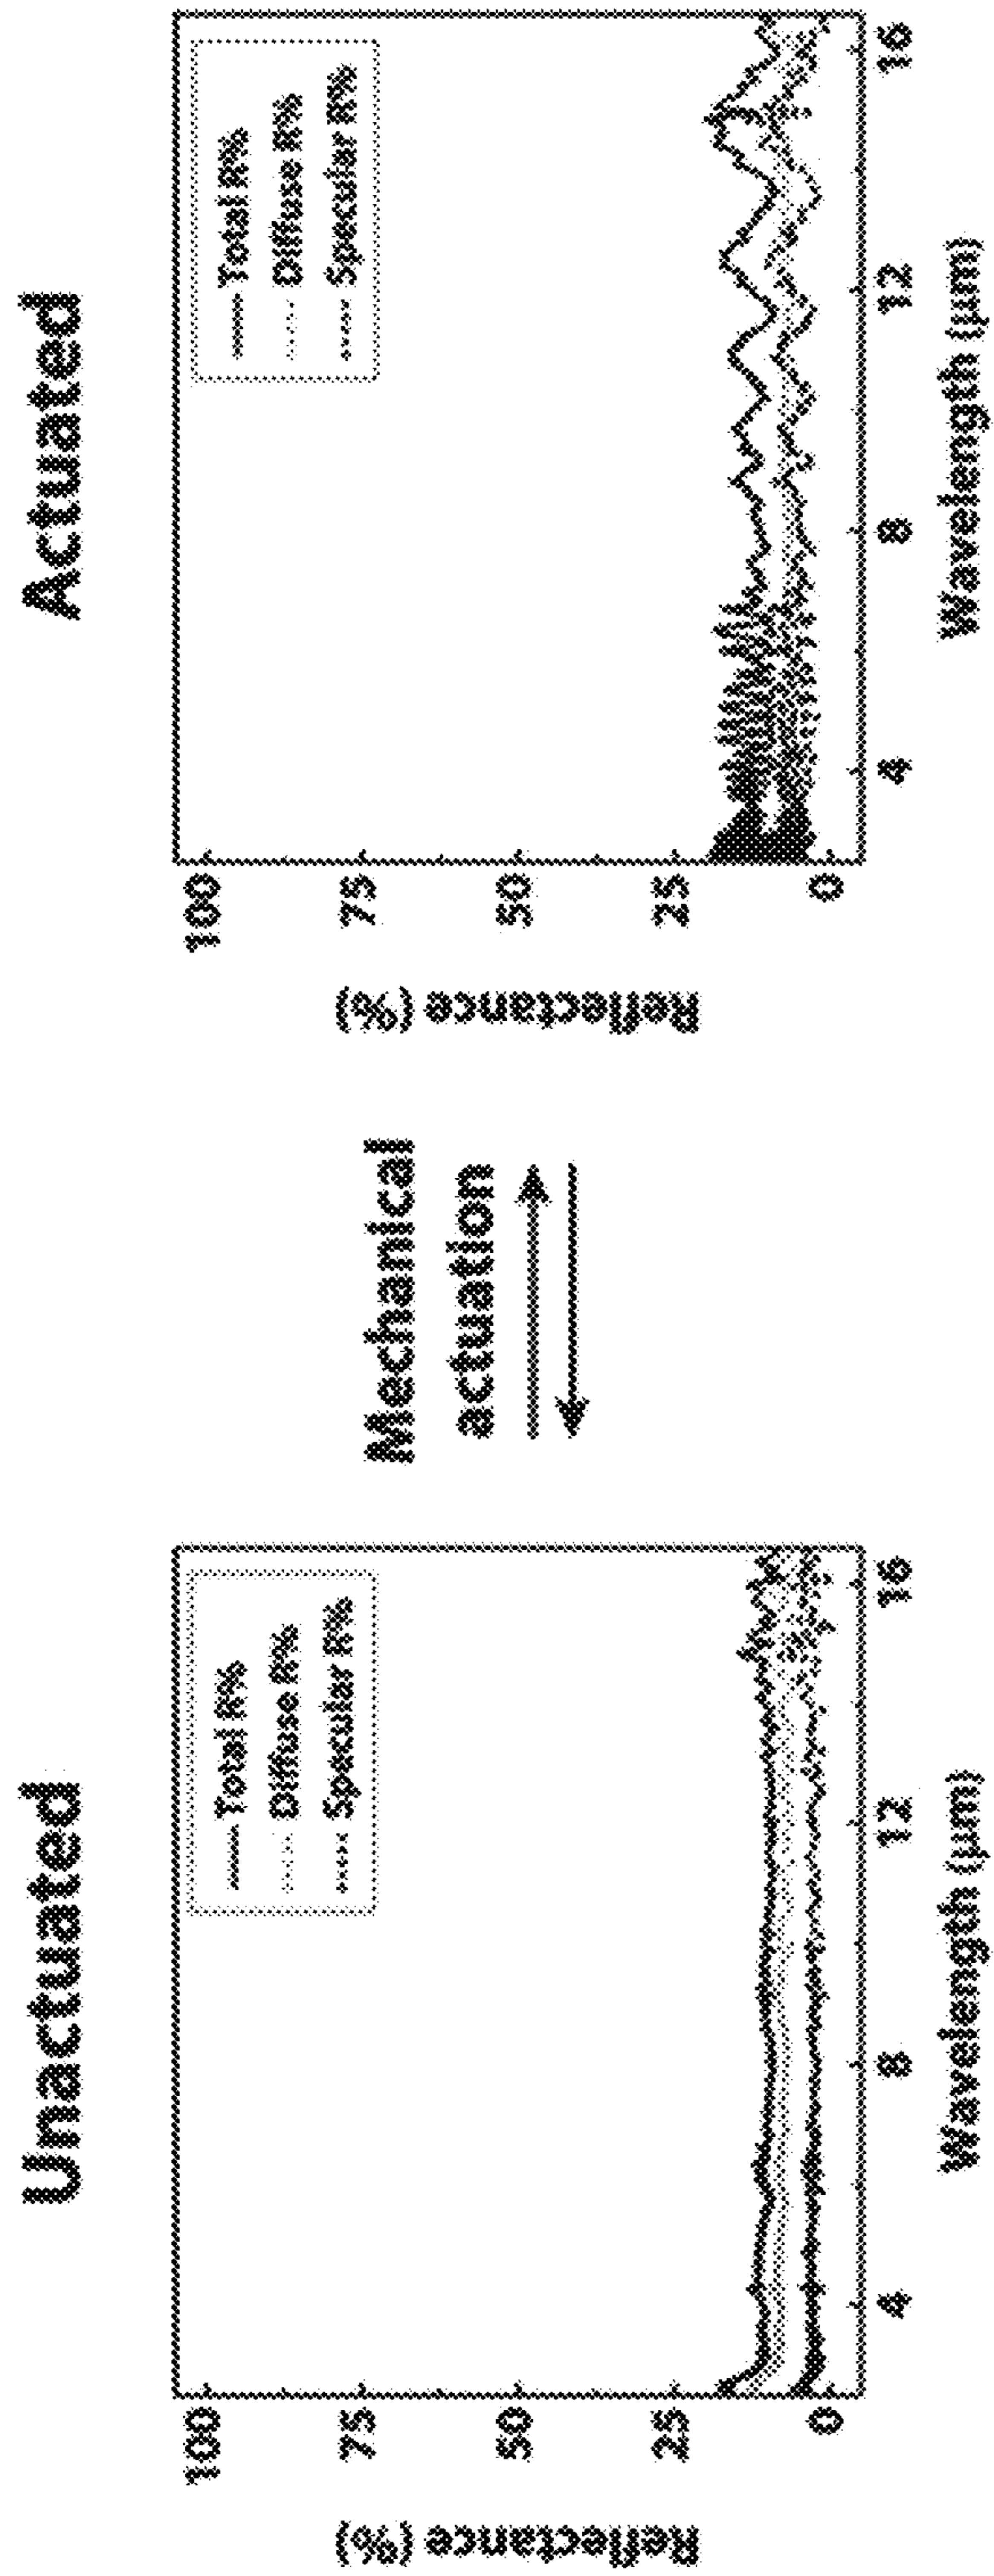 Unactuated
Reflectance (%)
100
75
50
25
0
Total R%
Diffuse R%
Specular R%
4
8
12
16
Wavelength (μm)
Mechanical
actuation
Actuated
Reflectance (%)
100
75
50
25
0
Total R%
Diffuse R%
Specular R%
4
8
12
16
Wavelength (μm)